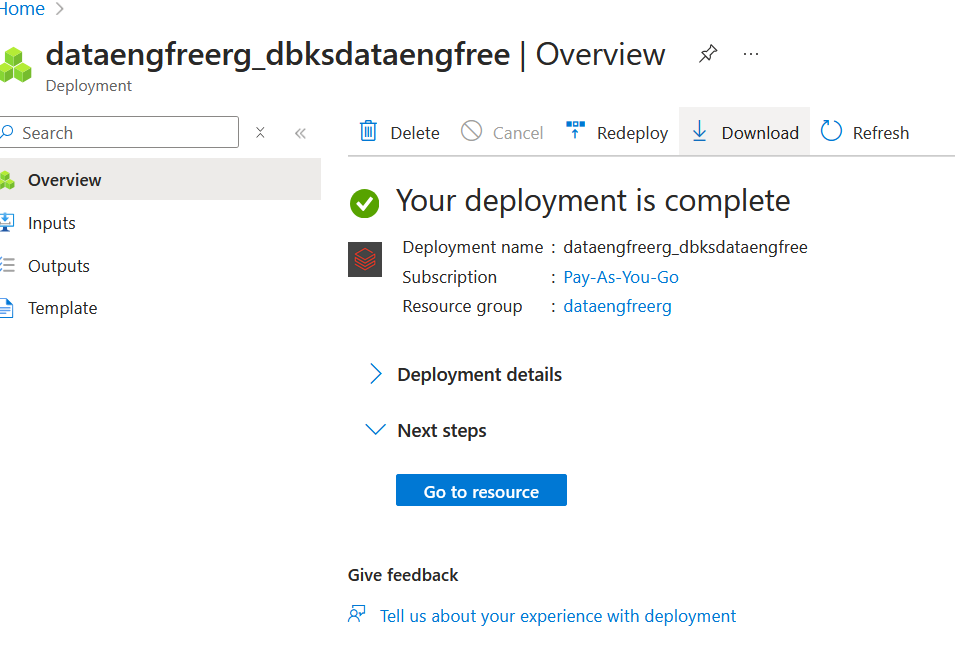 Home
dataengfreerg_dbksdataengfree | Overview
Deployment
Search
Overview
Inputs
Outputs
Template
Delete Cancel Redeploy Download Refresh
Your deployment is complete
Deployment name : dataengfreerg_dbksdataengfree
Subscription : Pay-As-You-Go
Resource group : dataengfreerg
Deployment details
Next steps
Go to resource
Give feedback
Tell us about your experience with deployment